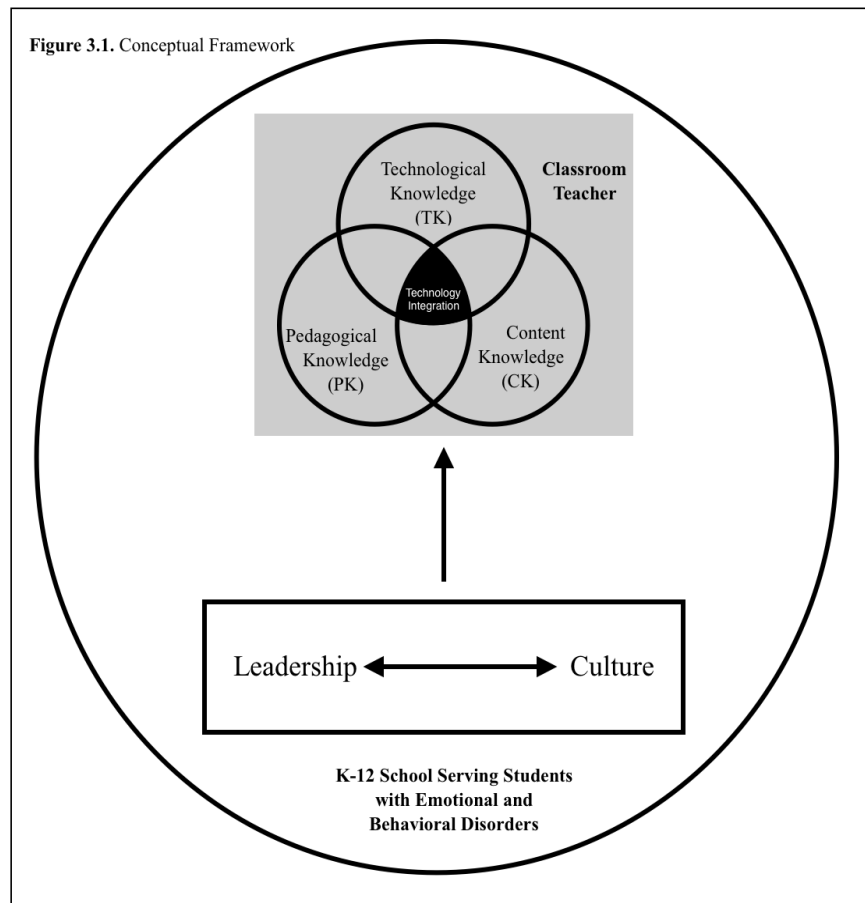 Figure 3.1. Conceptual Framework
Technological
Knowledge
(TK)
Classroom
Teacher
Technology
Integration
Pedagogical
Knowledge
(PK)
Content
Knowledge
(CK)
Leadership
Culture
K-12 School Serving Students
with Emotional and
Behavioral Disorders